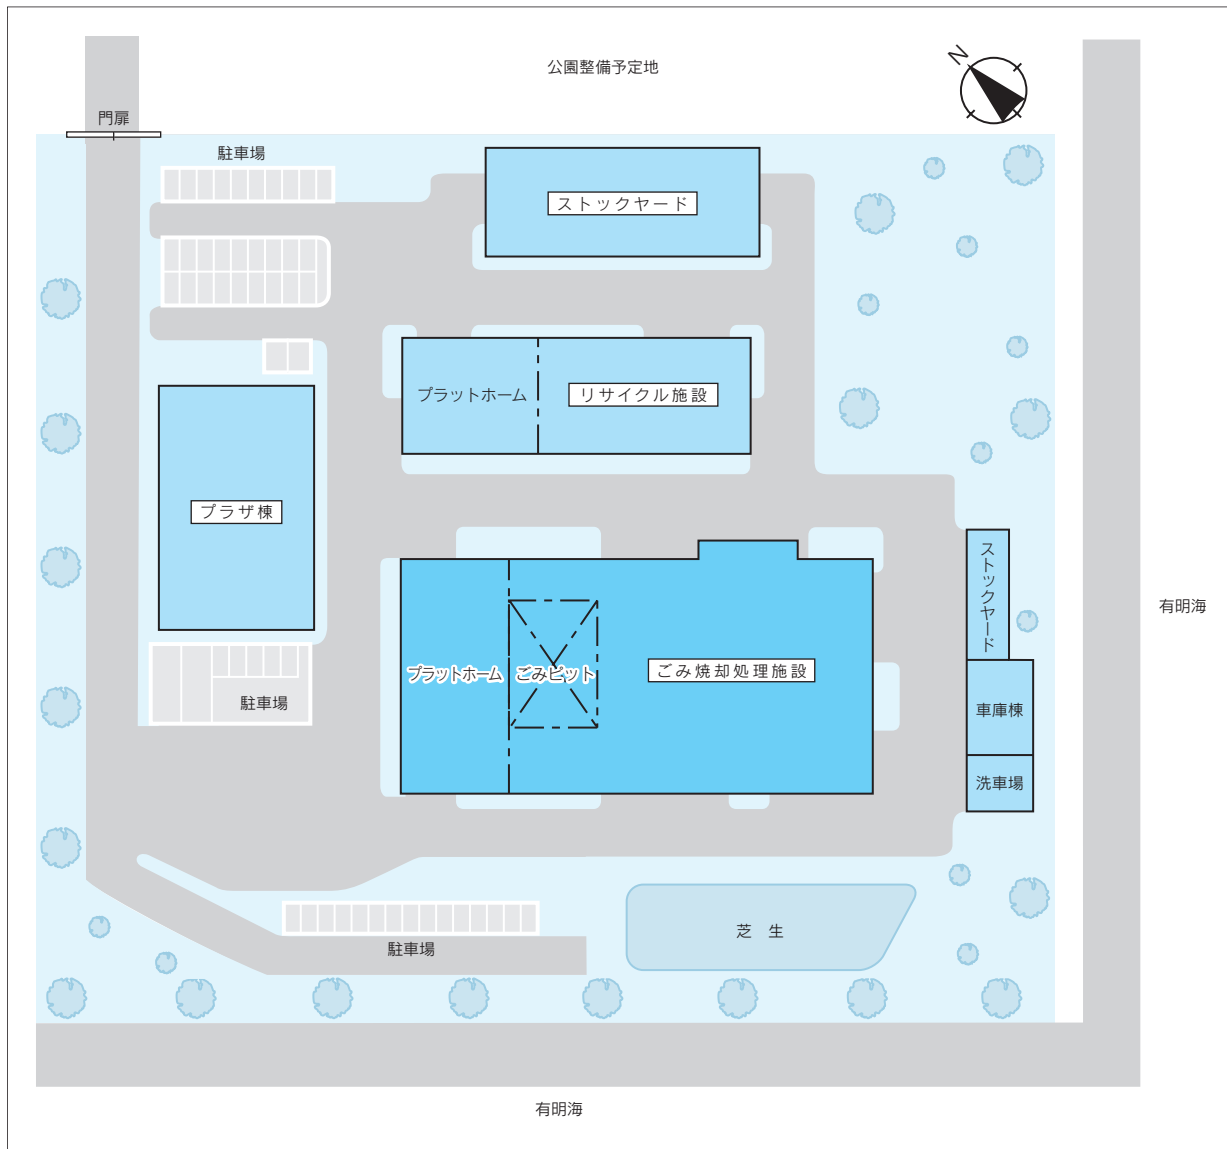 公園整備予定地
N
門扉
駐車場
ストックヤード
プラットホーム
リサイクル施設
プラザ棟
ストックヤード
有明海
プラットホーム
ごみピット
ごみ焼却処理施設
駐車場
車庫棟
洗車場
芝 生
駐車場
有明海